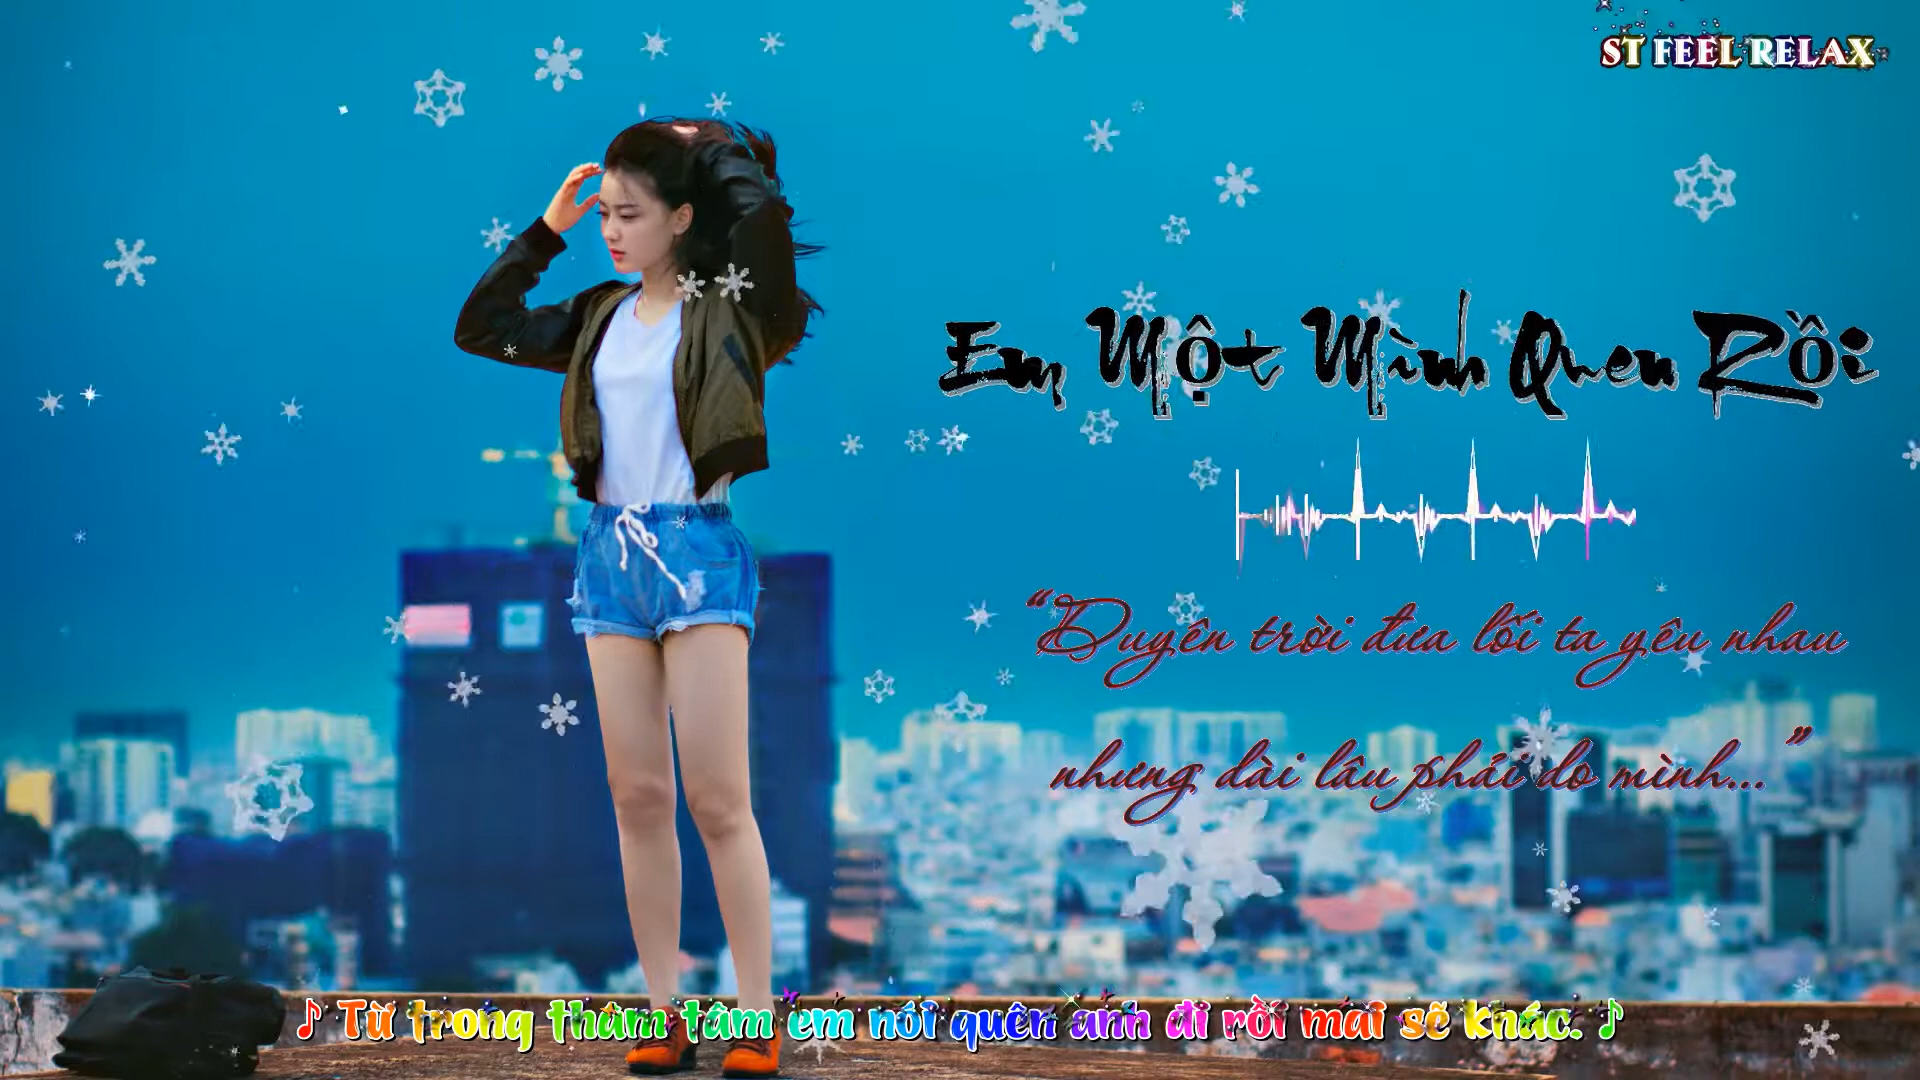 ST FEEL RELAX
Em Một Mình Quen Rồi
“Duyên trời đưa lối ta yêu nhau
nhưng dài lâu phải do mình...”
♪ Từ trong thâm tâm em nói quên anh đi rồi mai sẽ khác. ♪